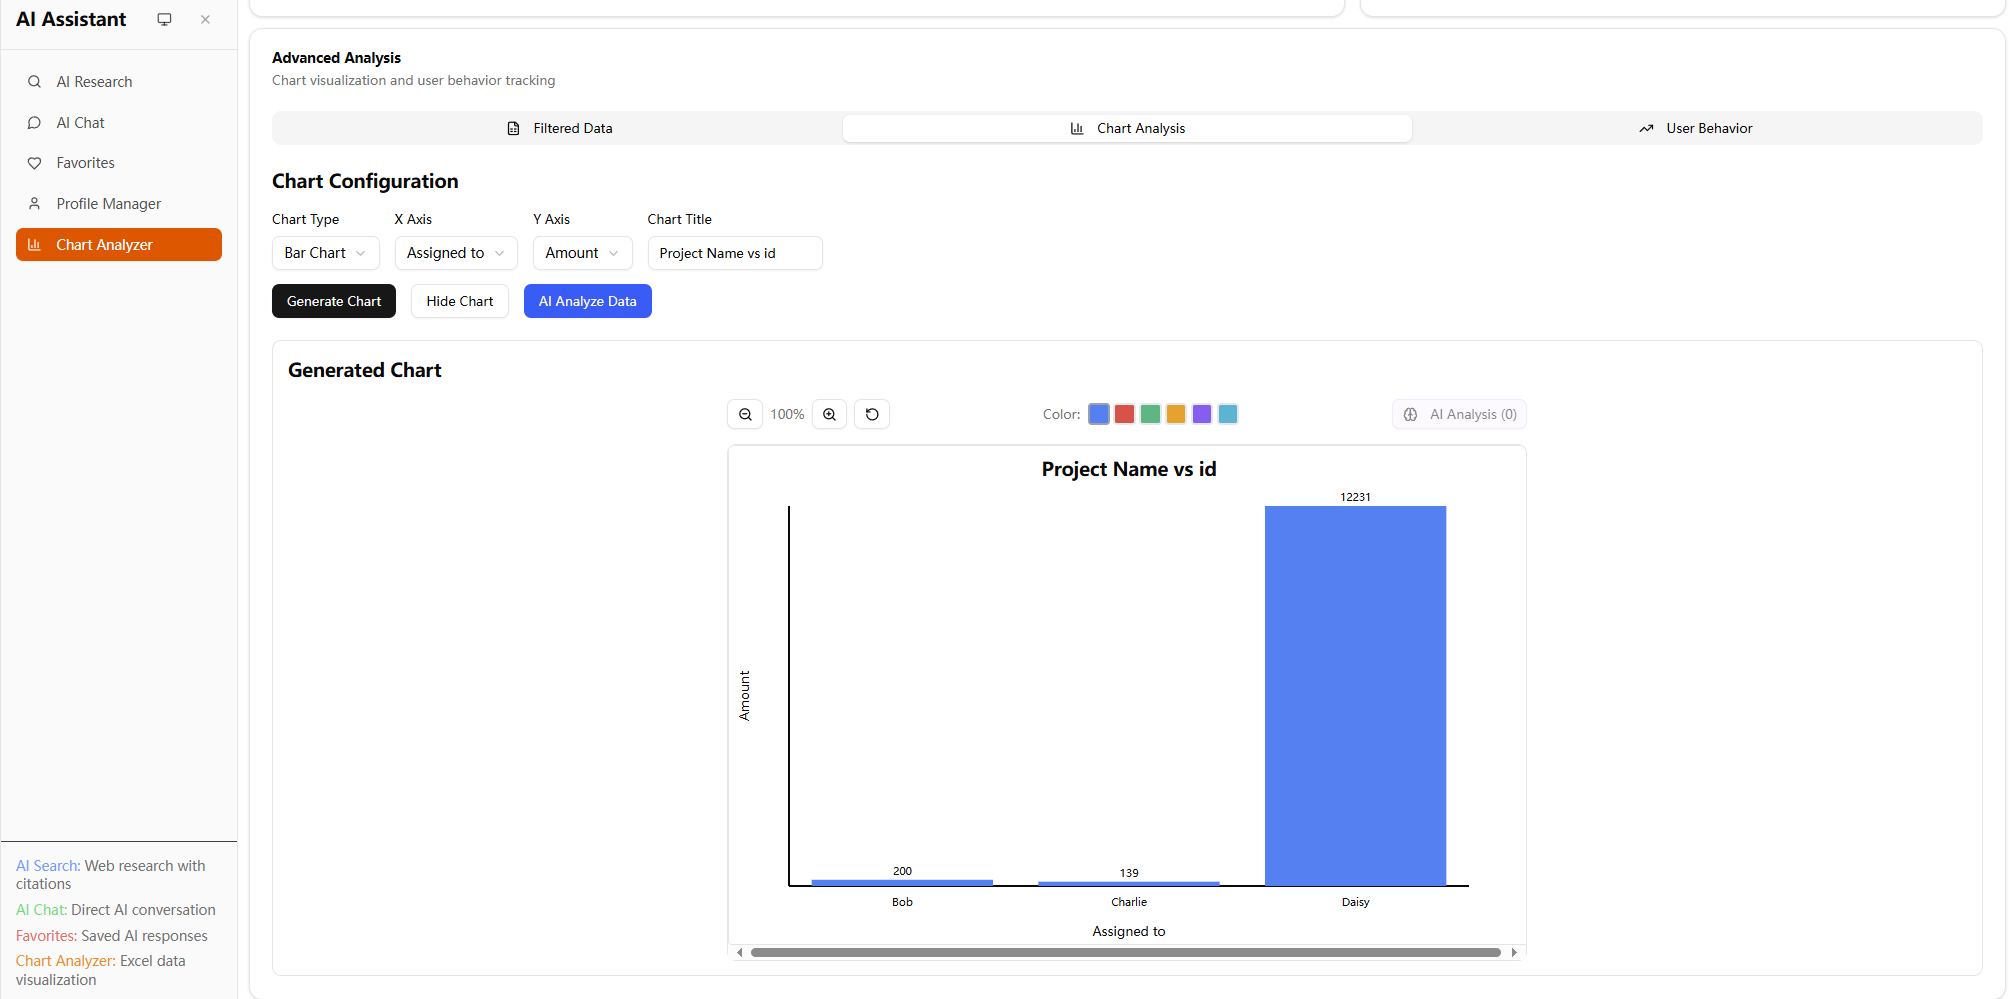 AI Assistant
AI Research
AI Chat
Favorites
Profile Manager
Chart Analyzer
AI Search: Web research with
citations
AI Chat: Direct AI conversation
Favorites: Saved AI responses
Chart Analyzer: Excel data
visualization
Advanced Analysis
Chart visualization and user behavior tracking
Filtered Data
Chart Analysis
User Behavior
Chart Configuration
Chart Type
X Axis
Y Axis
Chart Title
Bar Chart
Assigned to
Amount
Project Name vs id
Generate Chart
Hide Chart
AI Analyze Data
Generated Chart
100%
Color:
AI Analysis (0)
Project Name vs id
12231
Amount
200
139
Bob
Charlie
Daisy
Assigned to